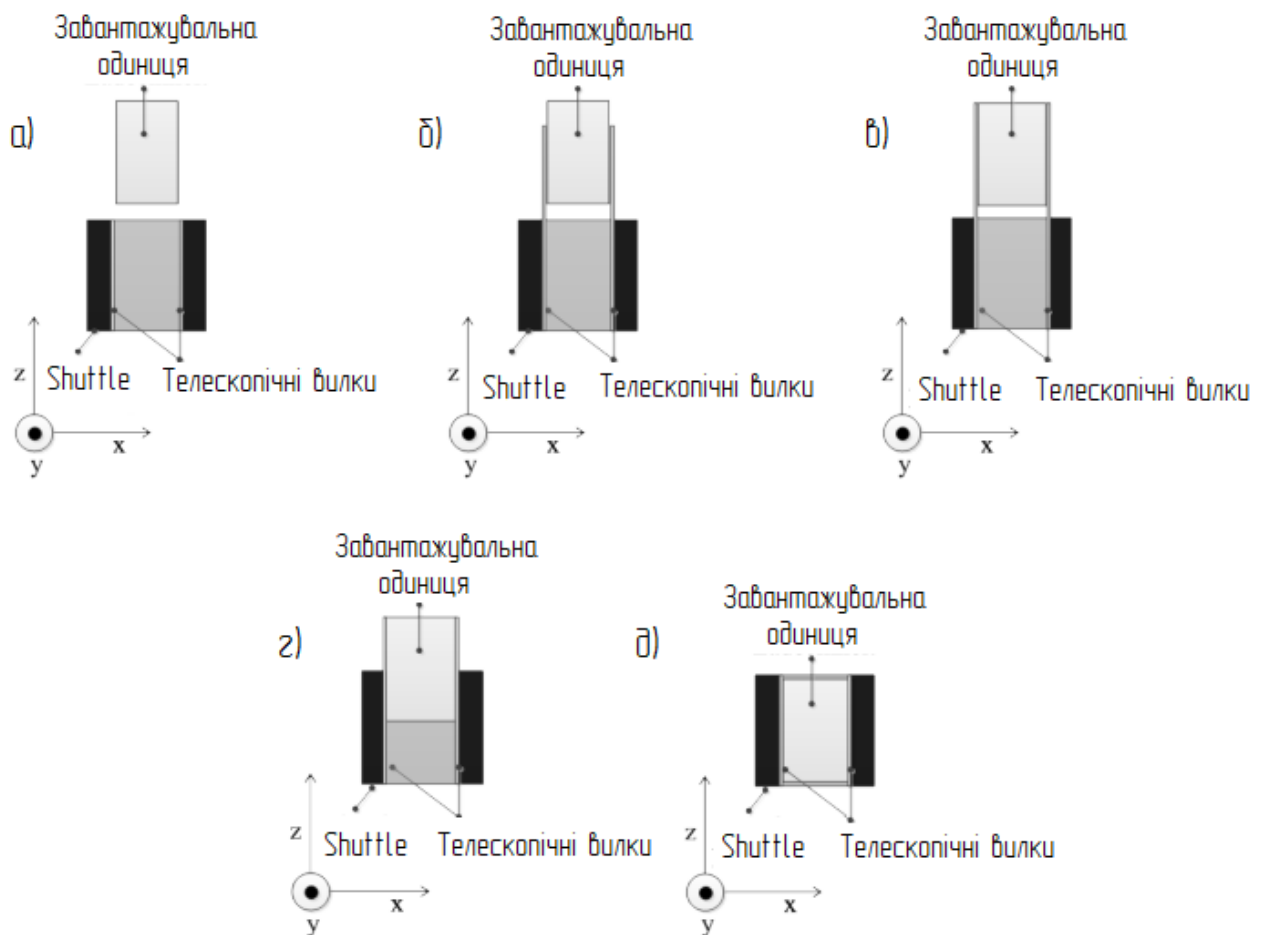 Завантажувальна
одиниця
а)
z
Shuttle
Телескопічні вилки
x
y
Завантажувальна
одиниця
б)
z
Shuttle
Телескопічні вилки
x
y
Завантажувальна
одиниця
в)
z
Shuttle
Телескопічні вилки
x
y
Завантажувальна
одиниця
г)
z
Shuttle
Телескопічні вилки
x
y
Завантажувальна
одиниця
д)
z
Shuttle
Телескопічні вилки
x
y